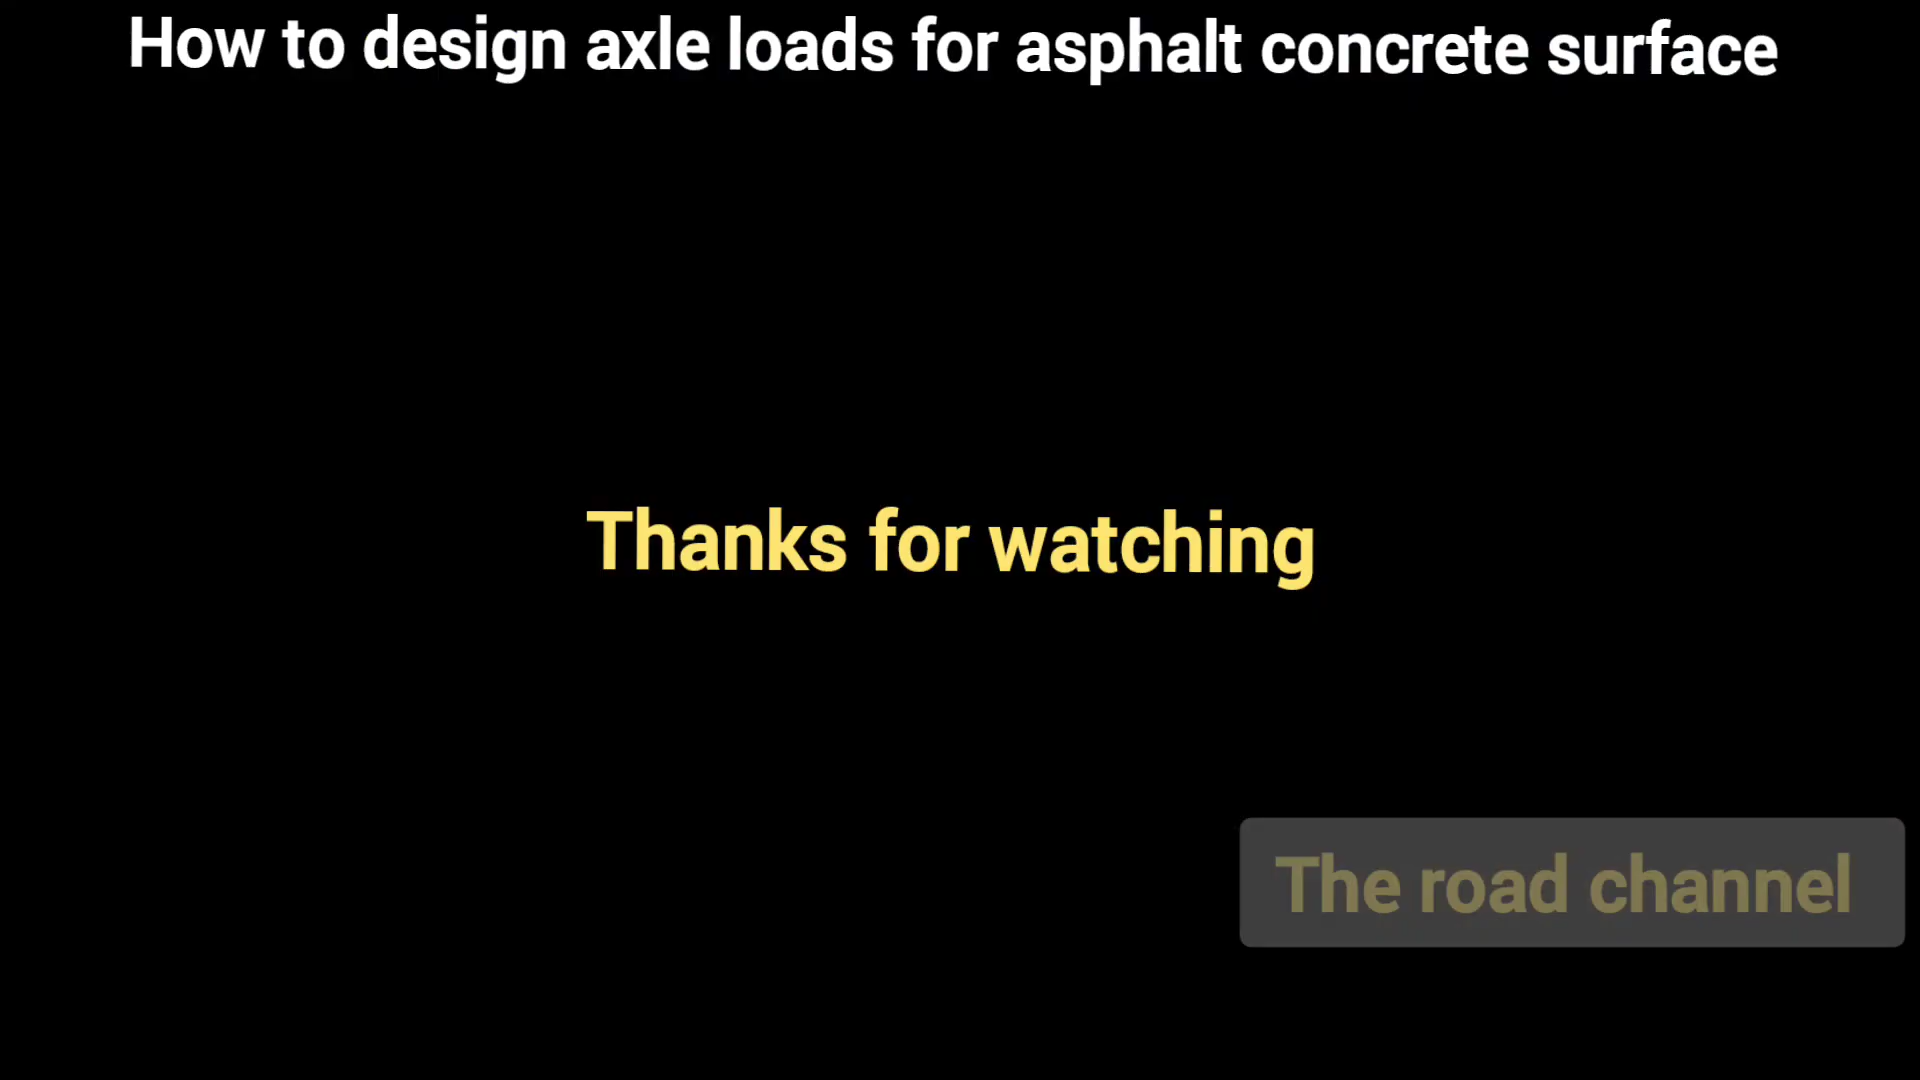 How to design axle loads for asphalt concrete surface
Thanks for watching
The road channel